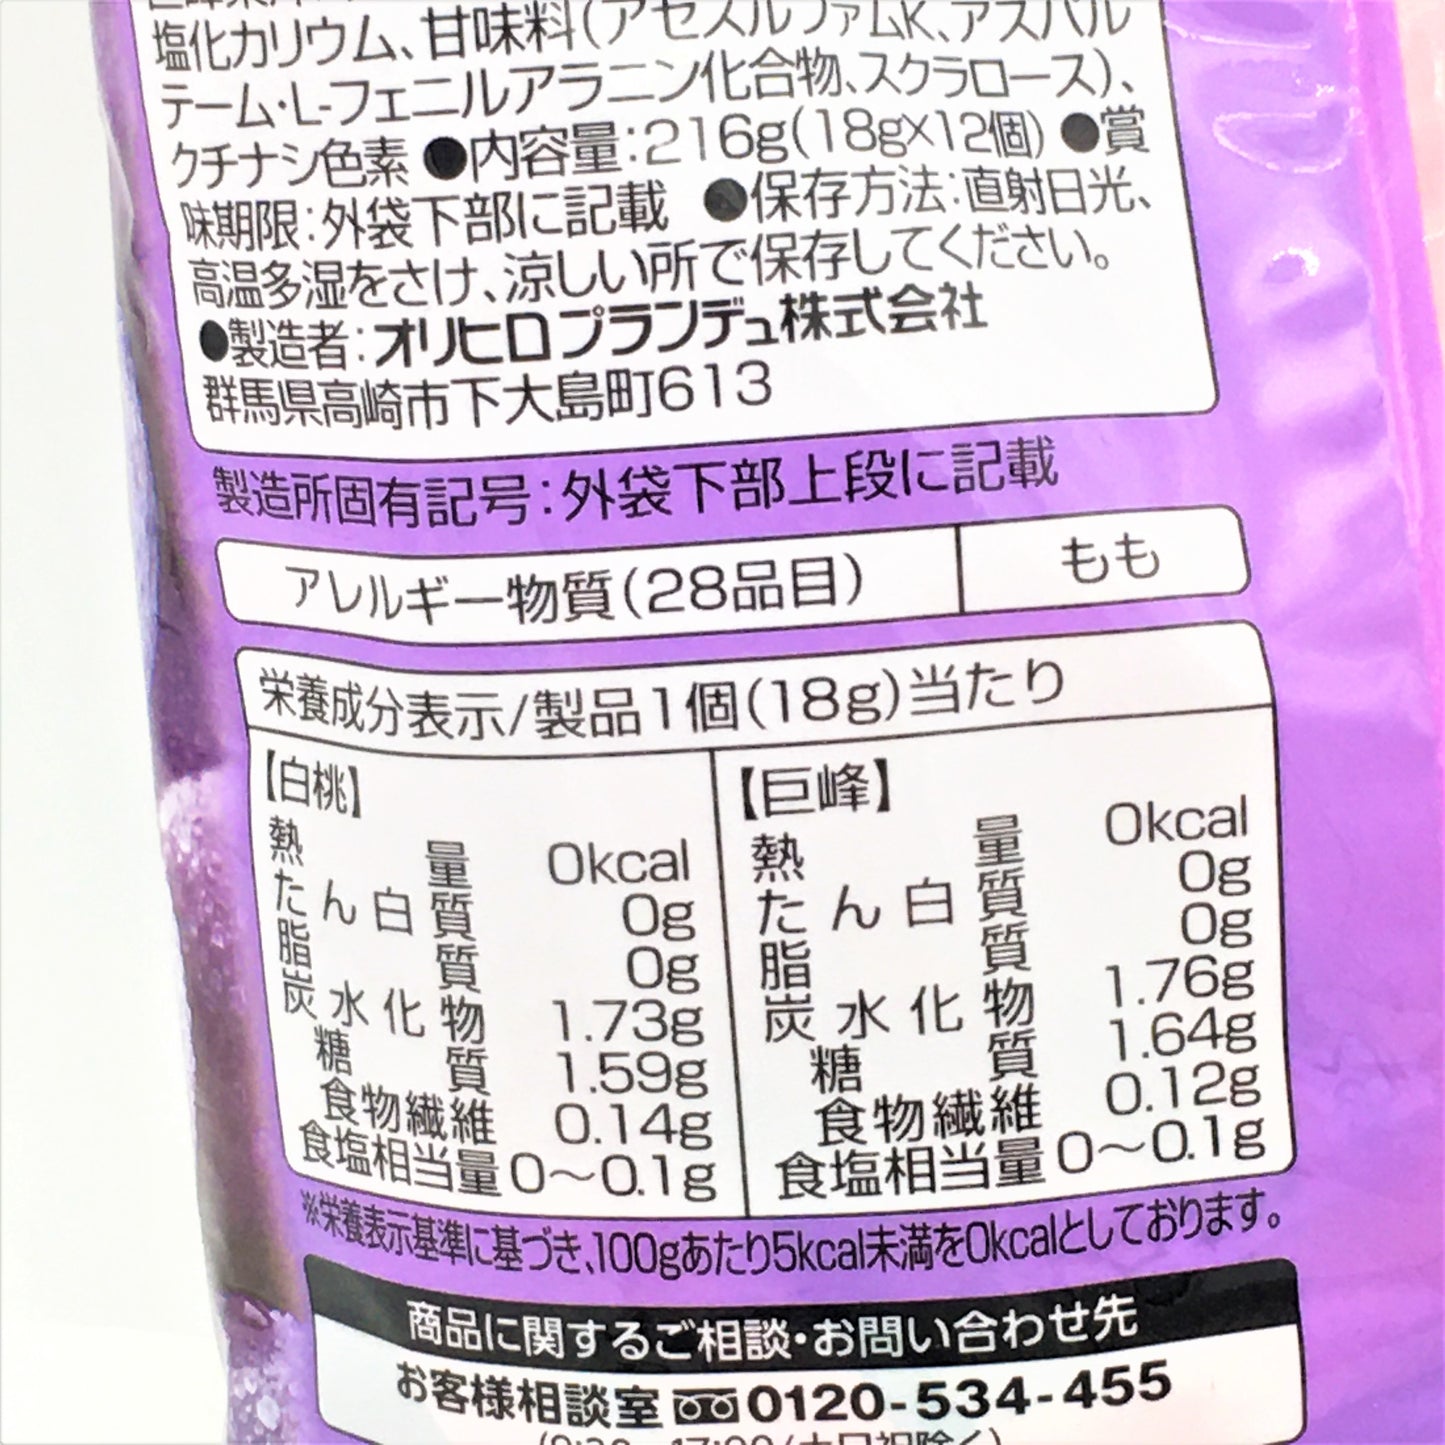 塩化カリウム、甘味料(アセスルファムK、アスパル
テーム・L-フェニルアラニン化合物、スクラロース)、
クチナシ色素 ●内容量:216g(18g×12個) ●賞
味期限:外袋下部に記載 ●保存方法:直射日光、
高温多湿をさけ、涼しい所で保存してください。
●製造者:オリヒロプランデュ株式会社
群馬県高崎市下大島町613
製造所固有記号:外袋下部上段に記載
アレルギー物質(28品目) もも
栄養成分表示/製品1個(18g)当たり
【白桃】
熱量 0kcal
たん白質 0g
脂質 0g
炭水化物 1.73g
糖質 1.59g
食物繊維 0.14g
食塩相当量 0〜0.1g
【巨峰】
熱量 0kcal
たん白質 0g
脂質 0g
炭水化物 1.76g
糖質 1.64g
食物繊維 0.12g
食塩相当量 0〜0.1g
※栄養表示基準に基づき、100gあたり5kcal未満を0kcalとしております。
商品に関するご相談・お問い合わせ先
お客様相談室 0120-534-455